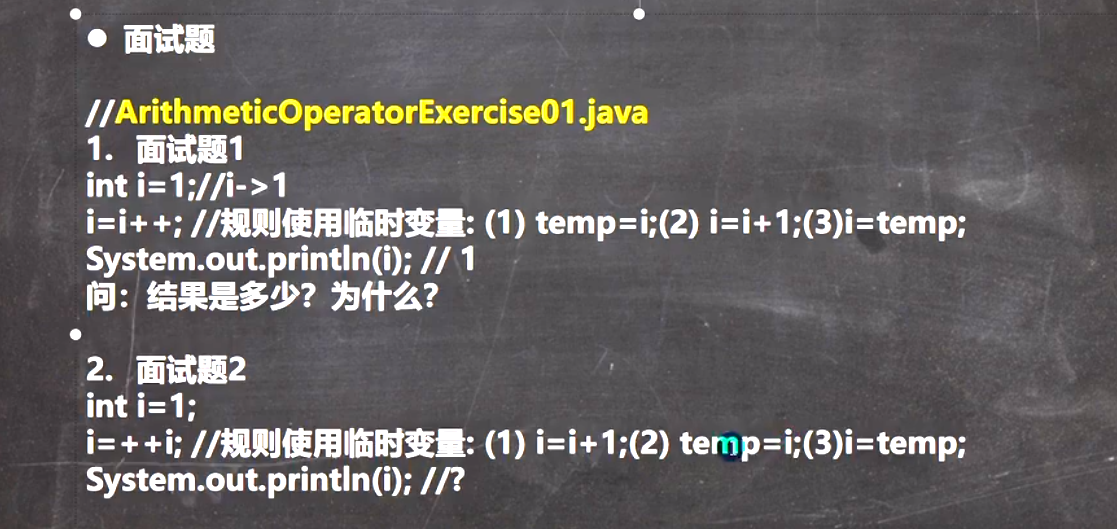 ● 面试题
//ArithmeticOperatorExercise01.java
1. 面试题1
int i=1;//i->1
i=i++; //规则使用临时变量: (1) temp=i;(2) i=i+1;(3)i=temp;
System.out.println(i); // 1
问：结果是多少？为什么?
2. 面试题2
int i=1;
i=++i; //规则使用临时变量: (1) i=i+1;(2) temp=i;(3)i=temp;
System.out.println(i); //?